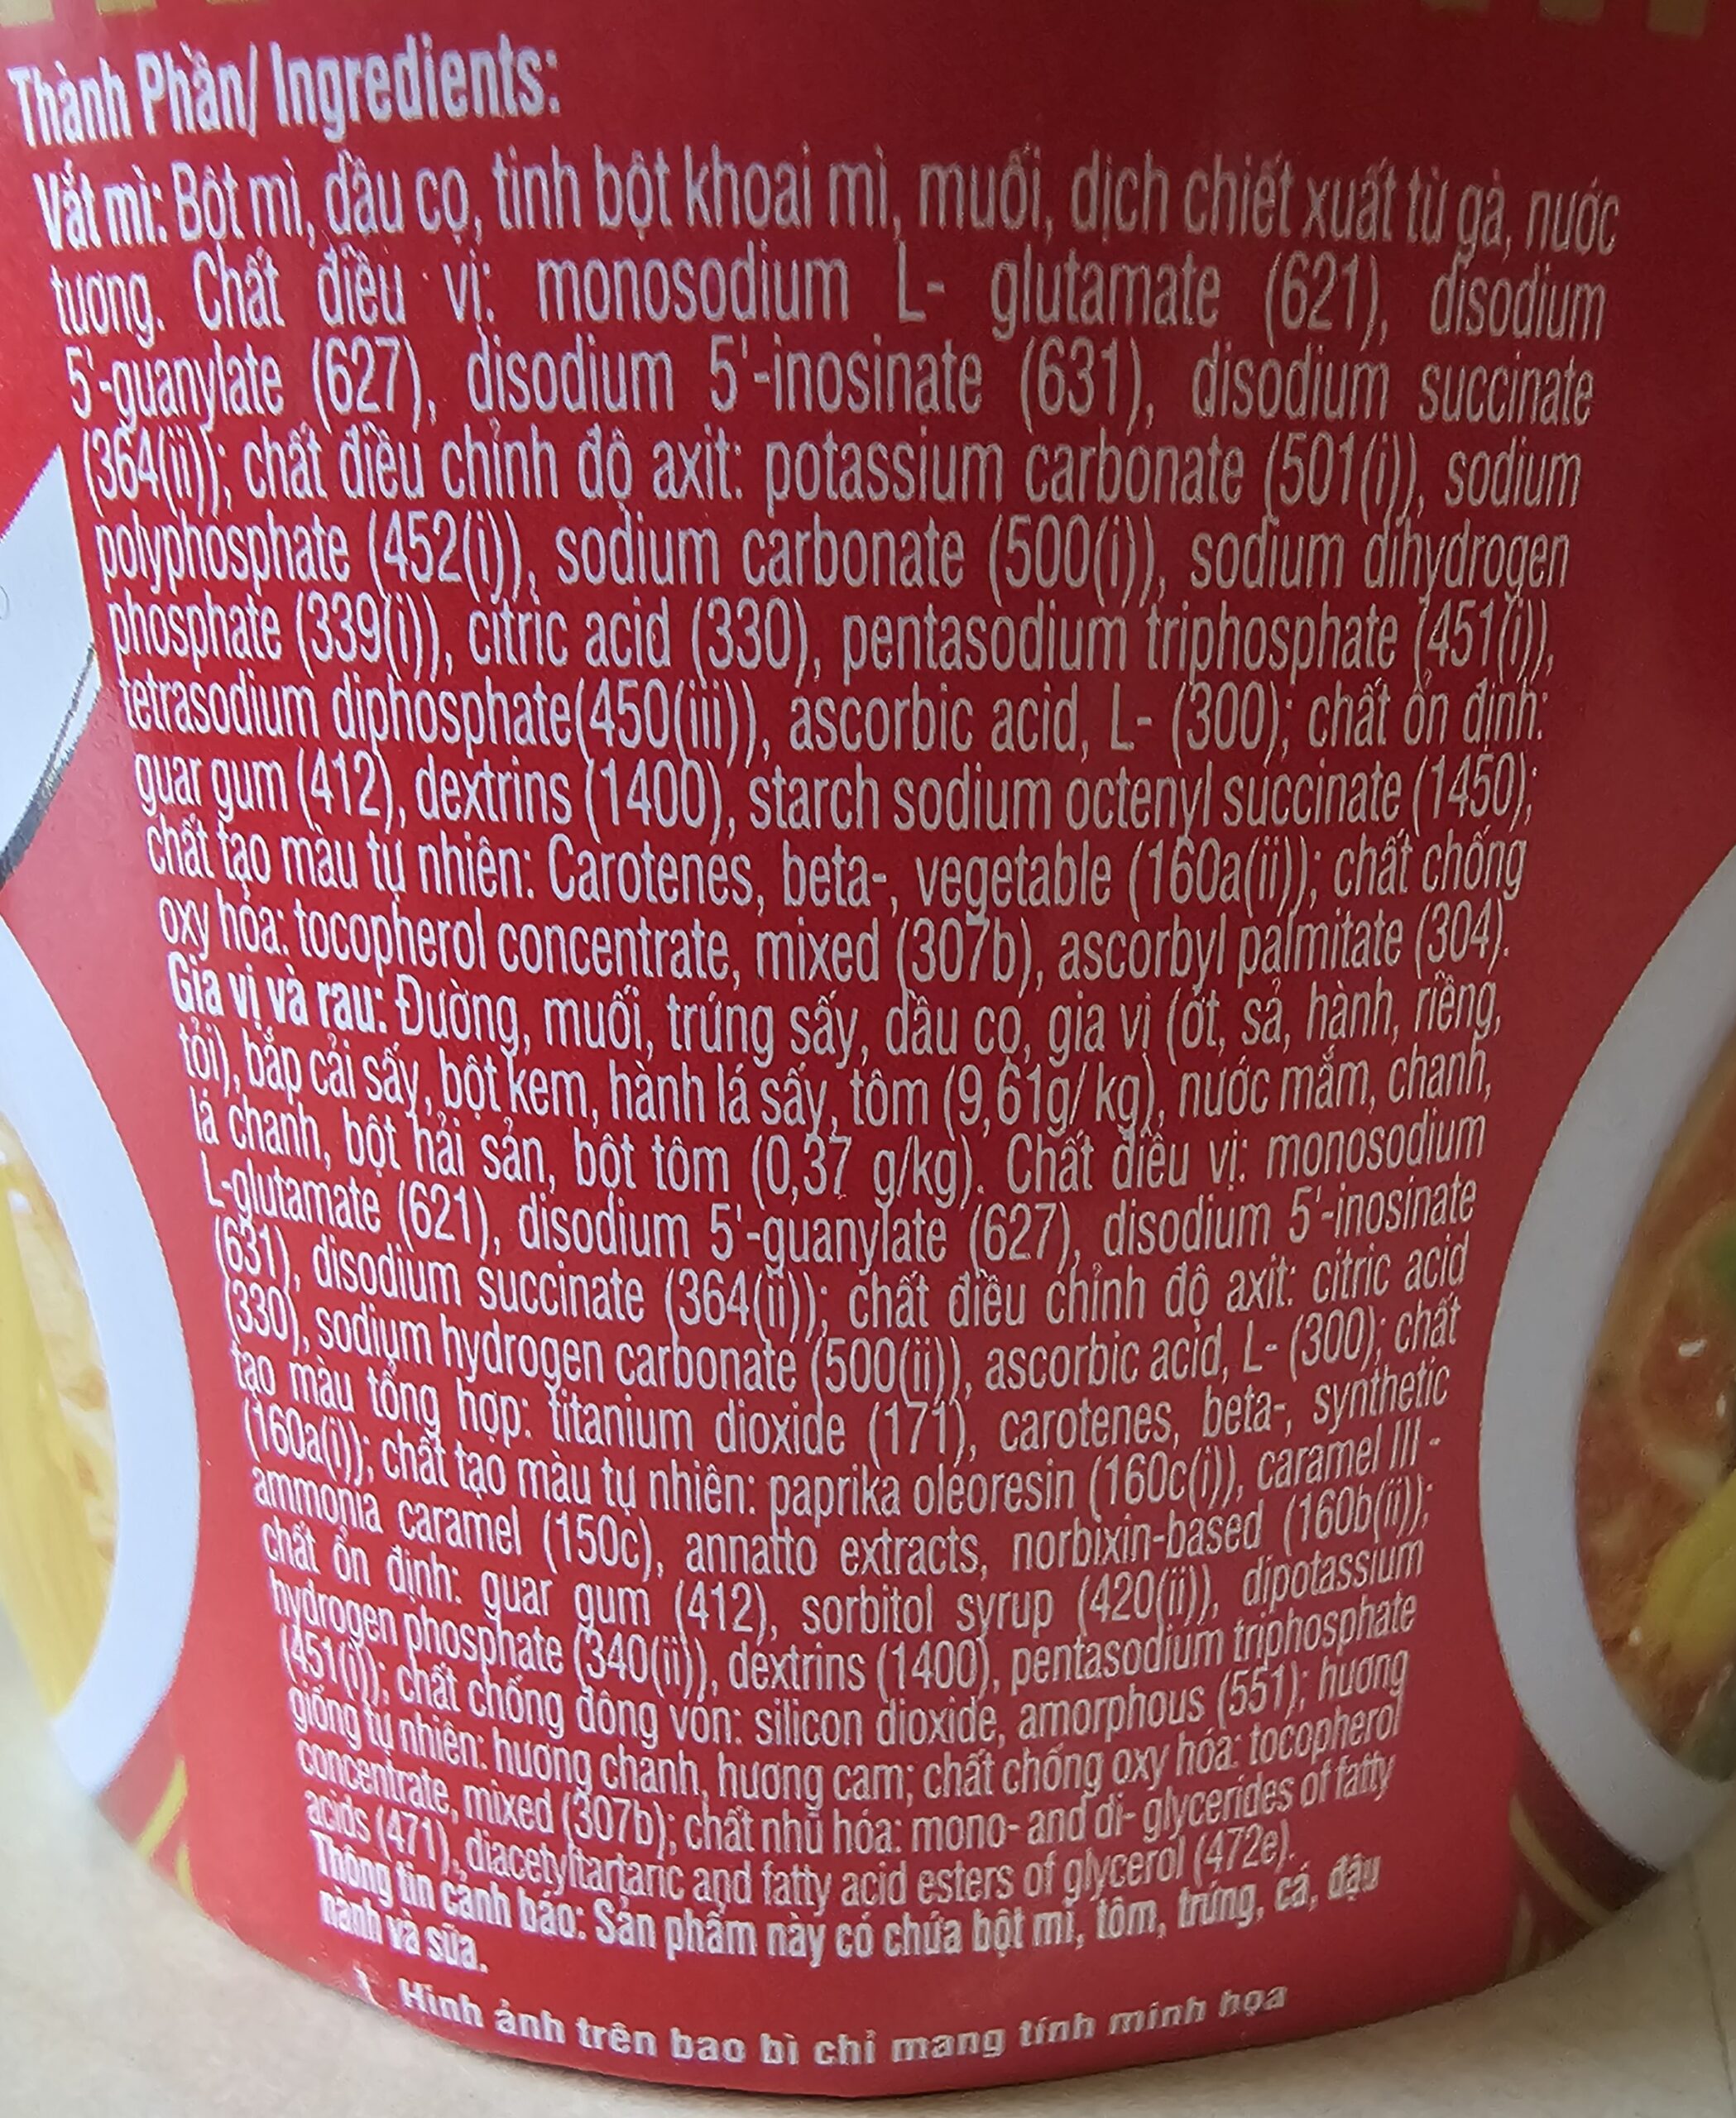 Thành Phần/ Ingredients:
Vắt mì: Bột mì, dầu cọ, tinh bột khoai mì, muối, dịch chiết xuất từ gà, nước
tương. Chất điều vị: monosodium L- glutamate (621), disodium
5'-guanylate (627), disodium 5'-inosinate (631), disodium succinate
(364(ii)); chất điều chỉnh độ axit: potassium carbonate (501(i)), sodium
polyphosphate (452(i)), sodium carbonate (500(i)), sodium dihydrogen
phosphate (339(i)), citric acid (330), pentasodium triphosphate (451(i)),
tetrasodium diphosphate(450(iii)), ascorbic acid, L- (300); chất ổn định:
guar gum (412), dextrins (1400), starch sodium octenyl succinate (1450);
chất tạo màu tự nhiên: Carotenes, beta-, vegetable (160a(ii)); chất chống
oxy hóa: tocopherol concentrate, mixed (307b), ascorbyl palmitate (304).
Gia vị và rau: Đường, muối, trứng sấy, dầu cọ, gia vị (ớt, sả, hành, riềng,
tỏi), bắp cải sấy, bột kem, hành lá sấy, tôm (9,61g/ kg), nước mắm, chanh,
lá chanh, bột hải sản, bột tôm (0,37 g/kg). Chất điều vị: monosodium
L-glutamate (621), disodium 5'-guanylate (627), disodium 5'-inosinate
(631), disodium succinate (364(ii)); chất điều chỉnh độ axit: citric acid
(330), sodium hydrogen carbonate (500(ii)), ascorbic acid, L- (300); chất
tạo màu tổng hợp: titanium dioxide (171), carotenes, beta-, synthetic
(160a(i)); chất tạo màu tự nhiên: paprika oleoresin (160c(i)), caramel III -
ammonia caramel (150c), annatto extracts, norbixin-based (160b(ii));
chất ổn định: guar gum (412), sorbitol syrup (420(ii)), dipotassium
hydrogen phosphate (340(ii)), dextrins (1400), pentasodium triphosphate
(451(i)); chất chống đông vón: silicon dioxide, amorphous (551); hương
giống tự nhiên: hương chanh, hương cam; chất chống oxy hóa: tocopherol
concentrate, mixed (307b); chất nhũ hóa: mono- and di- glycerides of fatty
acids (471), diacetyltartaric and fatty acid esters of glycerol (472e).
Thông tin cảnh báo: Sản phẩm này có chứa bột mì, tôm, trứng, cá, đậu
nành và sữa.
Hình ảnh trên bao bì chỉ mang tính minh họa